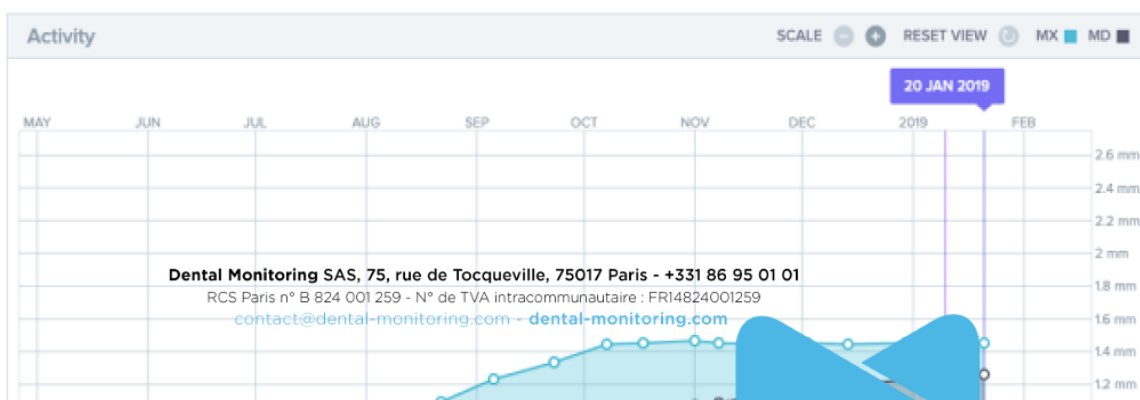 Activity
SCALE RESET VIEW MX MD
20 JAN 2019
MAY JUN JUL AUG SEP OCT NOV DEC 2019 FEB
2.6 mm
2.4 mm
2.2 mm
2 mm
Dental Monitoring SAS, 75, rue de Tocqueville, 75017 Paris - +331 86 95 01 01
1.8 mm
RCS Paris n° B 824 001 259 - N° de TVA intracommunautaire : FR14824001259
contact@dental-monitoring.com - dental-monitoring.com
1.6 mm
1.4 mm
1.2 mm